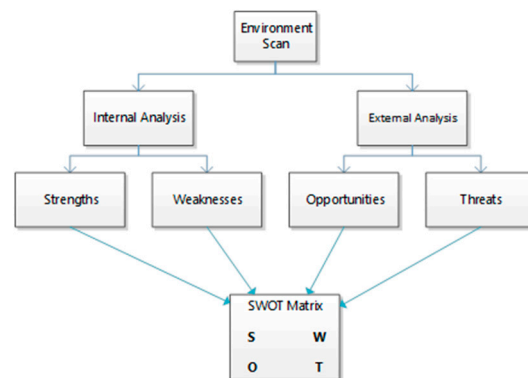 Environment
Scan
Internal Analysis
External Analysis
Strengths
Weaknesses
Opportunities
Threats
SWOT Matrix
S W
O T